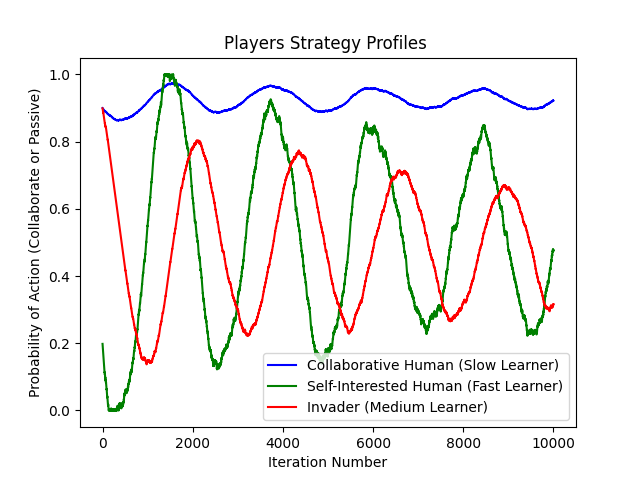 Players Strategy Profiles
Probability of Action (Collaborate or Passive)
1.0
0.8
0.6
0.4
0.2
0.0
Collaborative Human (Slow Learner)
Self-Interested Human (Fast Learner)
Invader (Medium Learner)
0 2000 4000 6000 8000 10000
Iteration Number